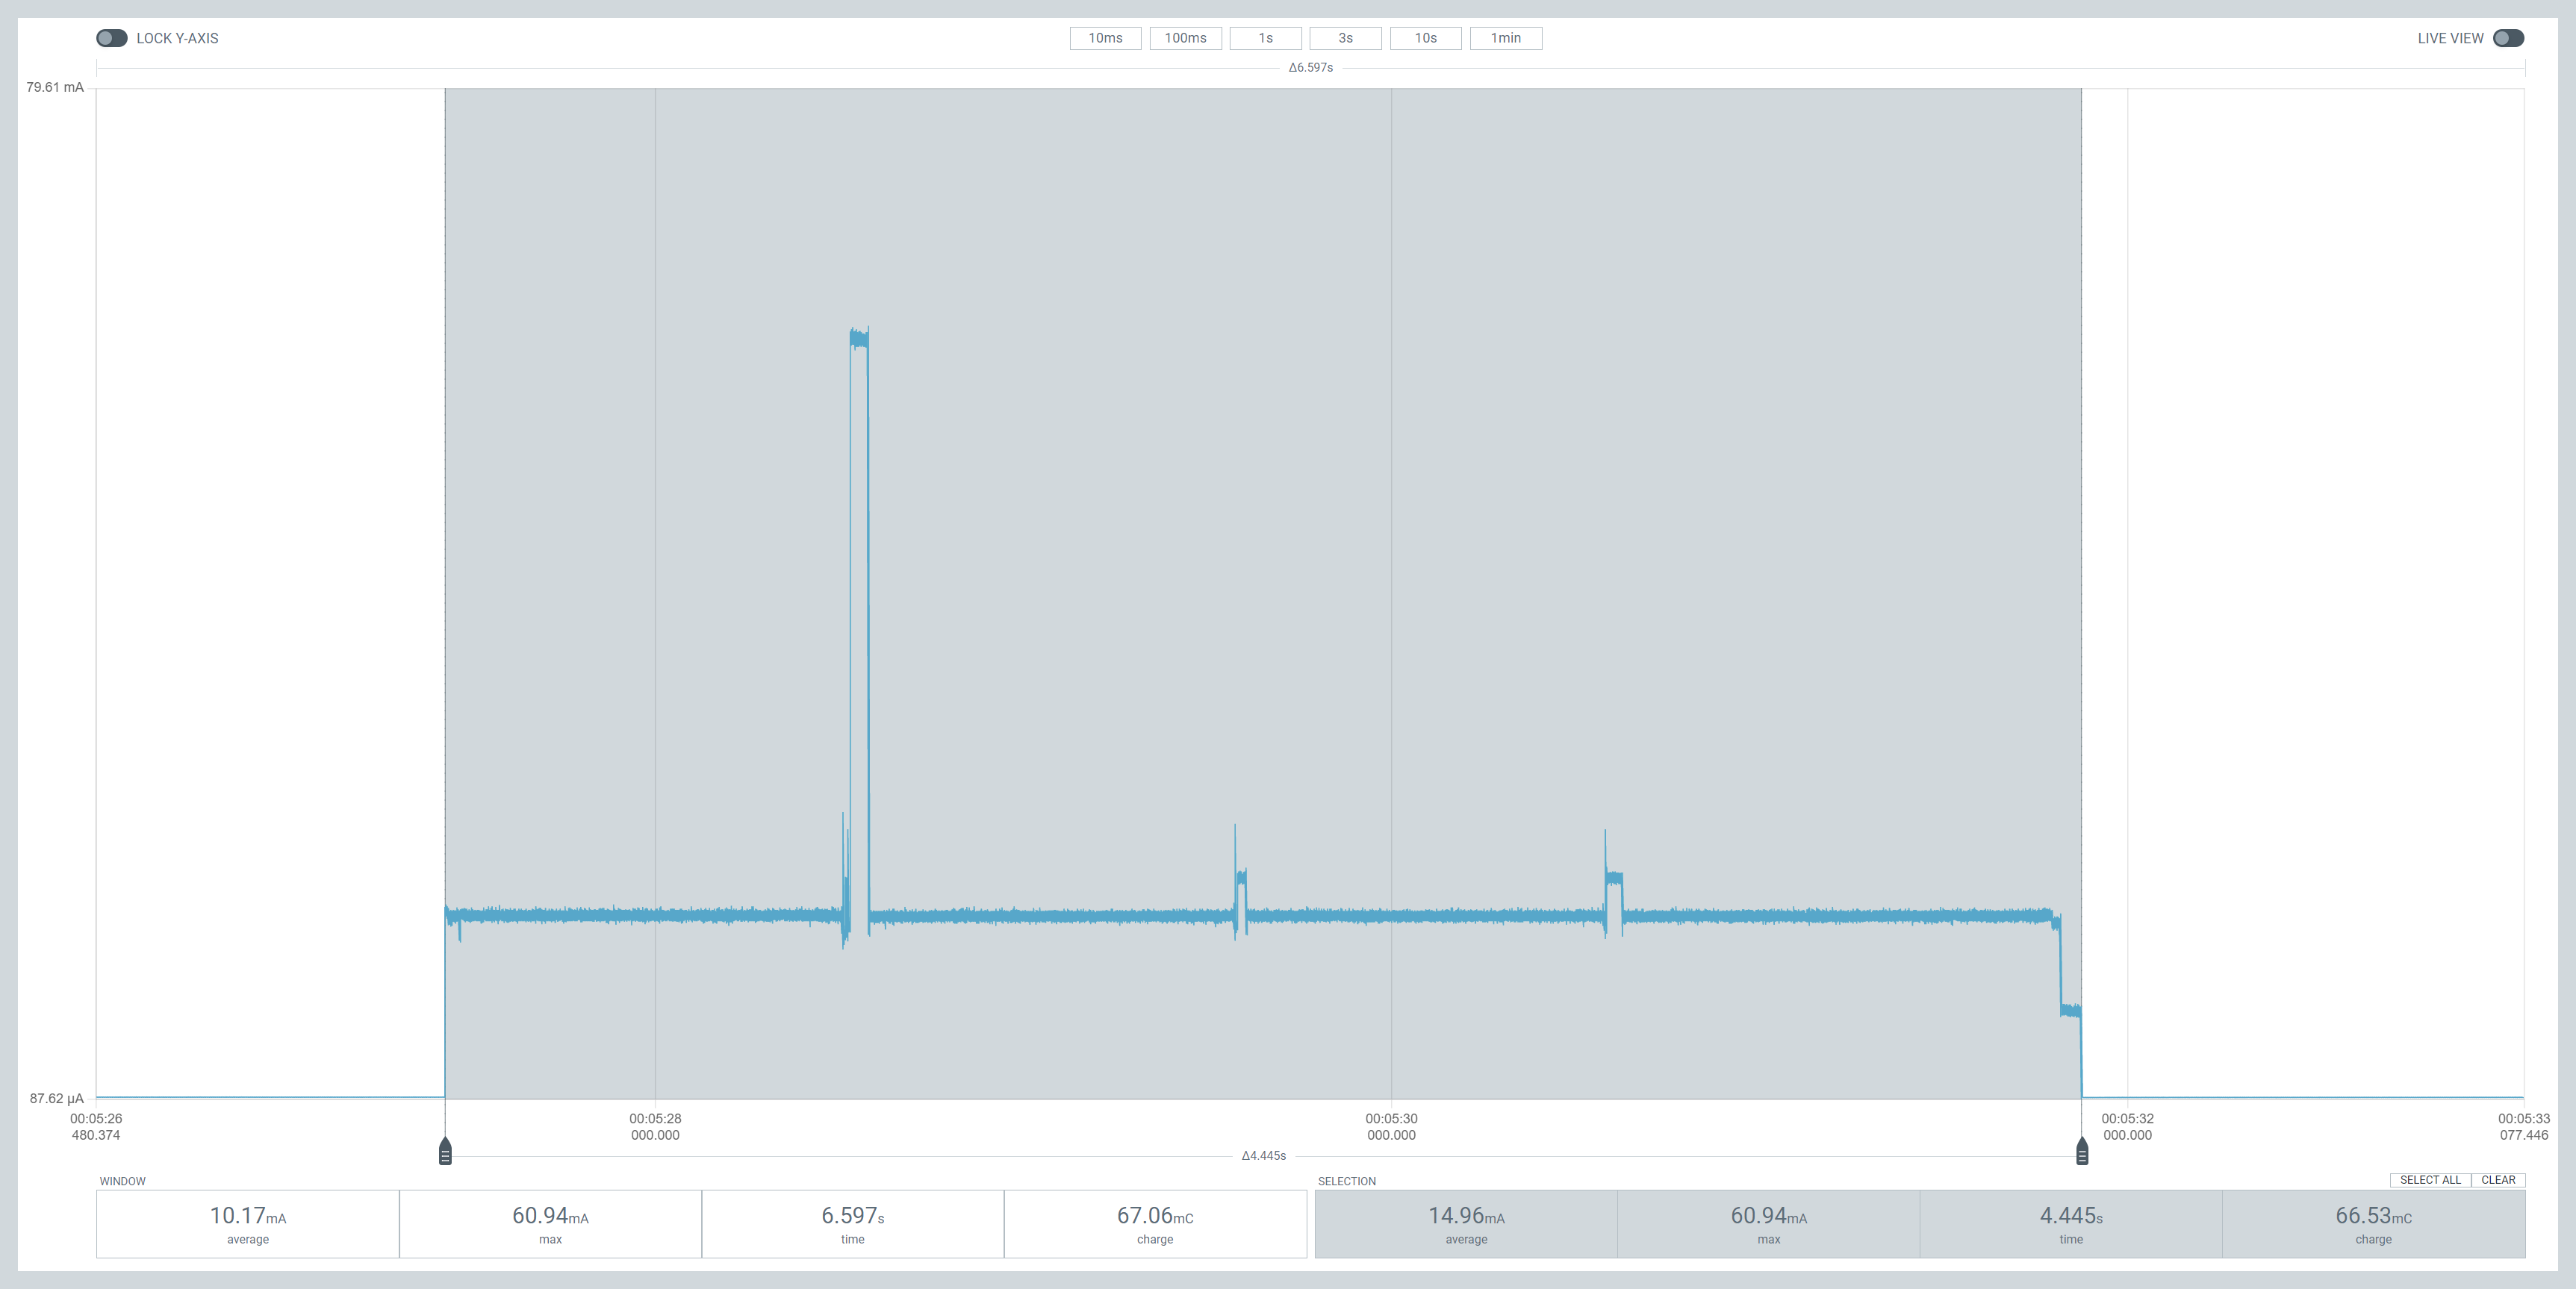 LOCK Y-AXIS 10ms 100ms 1s 3s 10s 1min LIVE VIEW
Δ6.597s
79.61 mA
87.62 µA
00:05:26 00:05:28 00:05:30 00:05:32 00:05:33
480.374 000.000 000.000 000.000 077.446
Δ4.445s
WINDOW SELECTION SELECT ALL CLEAR
10.17mA 60.94mA 6.597s 67.06mC 14.96mA 60.94mA 4.445s 66.53mC
average max time charge average max time charge